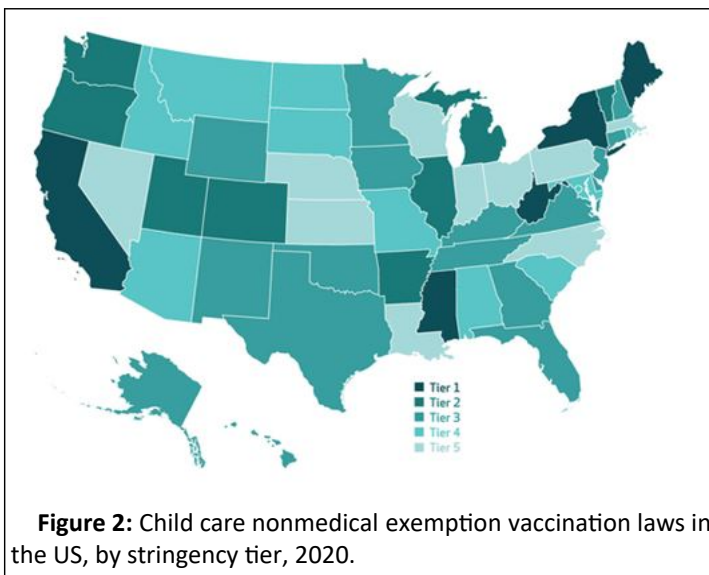 Tier 1
Tier 2
Tier 3
Tier 4
Tier 5
Figure 2: Child care nonmedical exemption vaccination laws in
the US, by stringency tier, 2020.